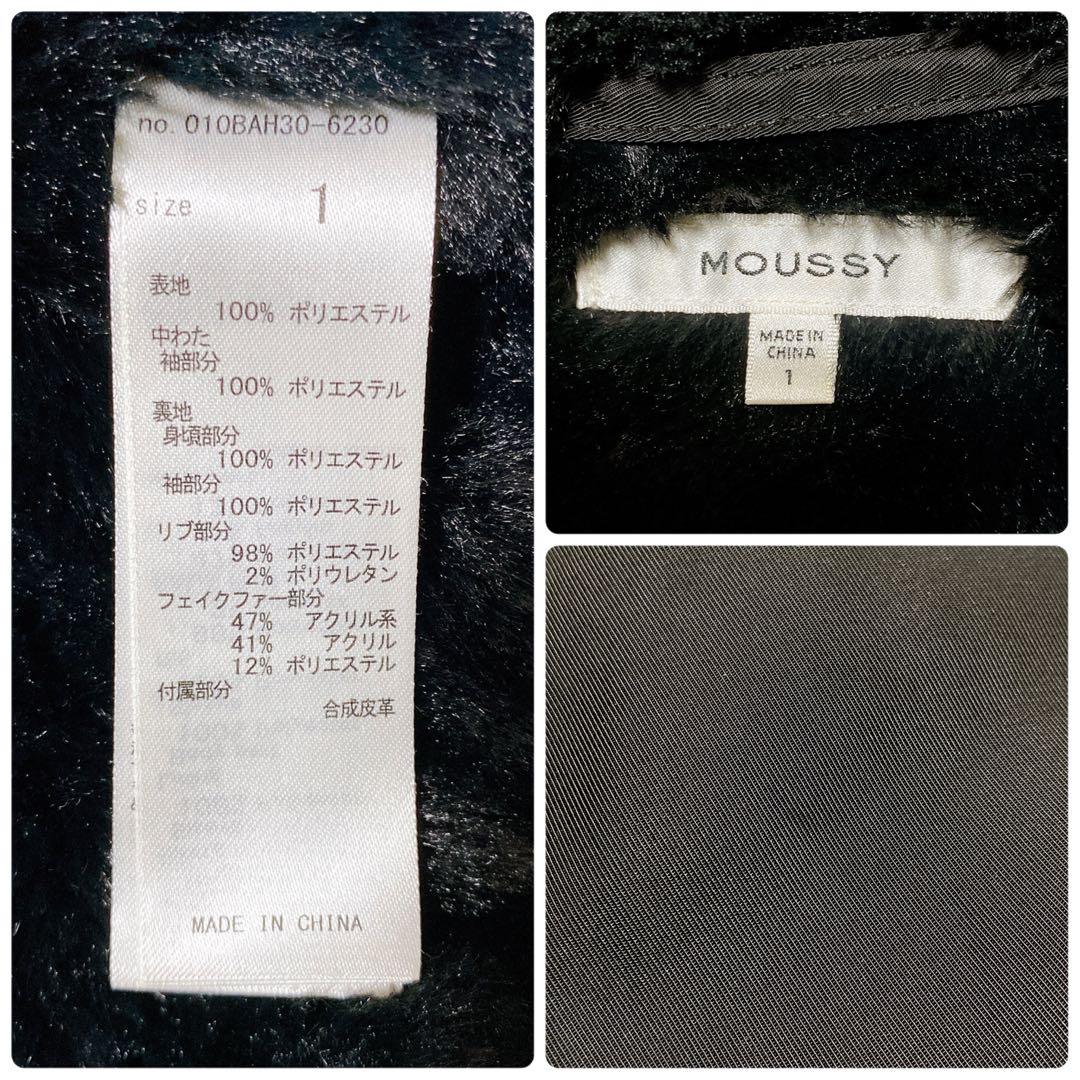 no. 010BAH30-6230
size 1
表地
100% ポリエステル
中わた
袖部分
100% ポリエステル
裏地
身頃部分
100% ポリエステル
袖部分
100% ポリエステル
リブ部分
98% ポリエステル
2% ポリウレタン
フェイクファー部分
47% アクリル系
41% アクリル
12% ポリエステル
付属部分
合成皮革
MADE IN CHINA
MOUSSY
MADE IN
CHINA
1